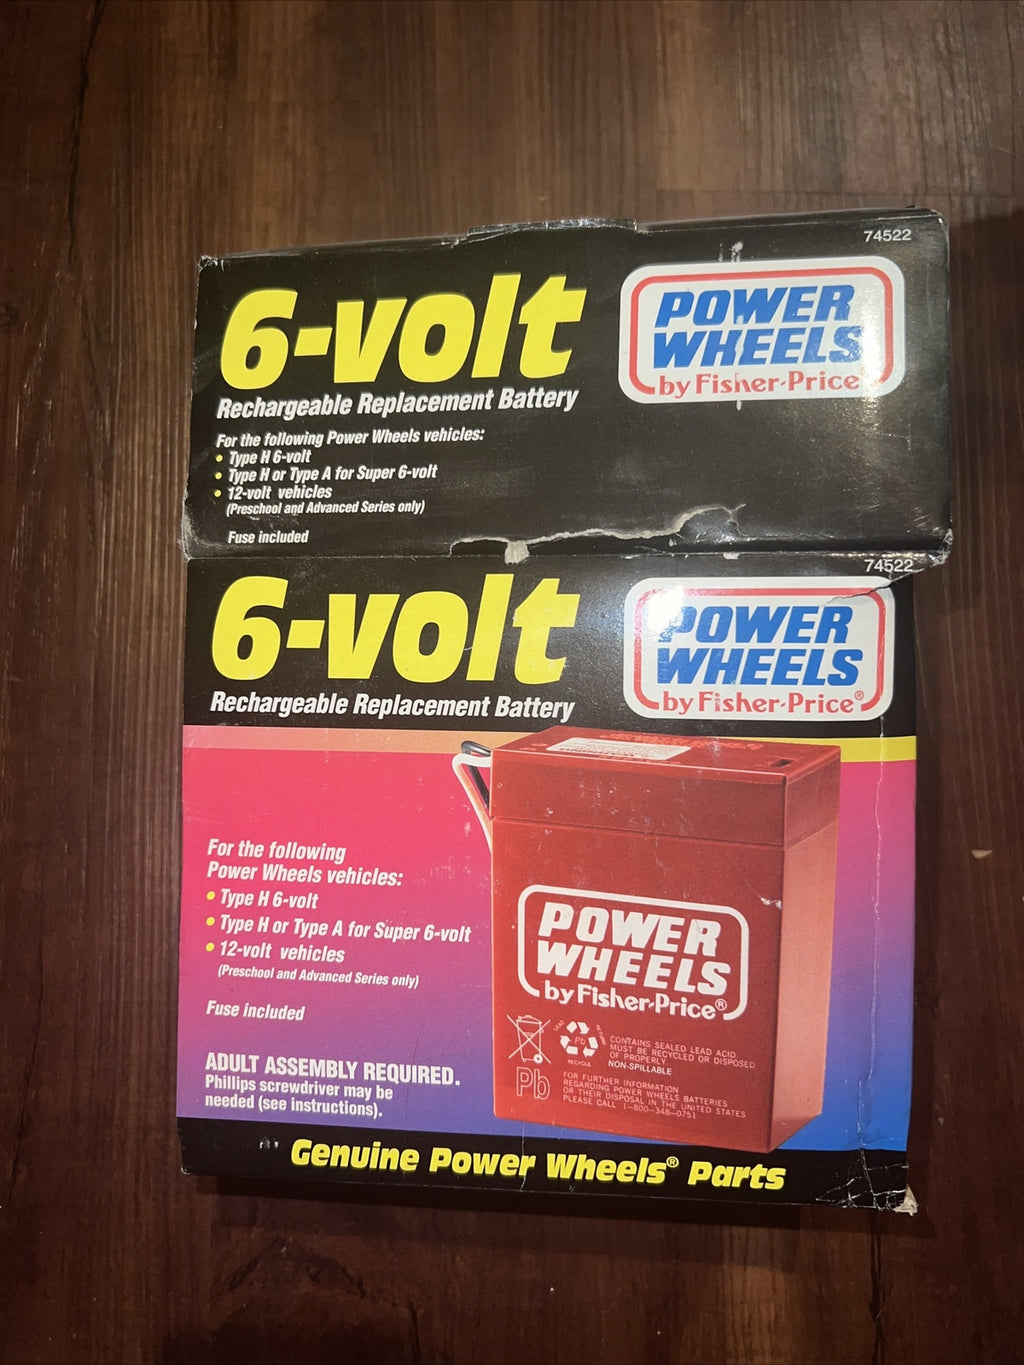 74522
6-volt
POWER
WHEELS
by Fisher-Price
Rechargeable Replacement Battery
For the following Power Wheels vehicles:
• Type H 6-volt
• Type H or Type A for Super 6-volt
• 12-volt vehicles
(Preschool and Advanced Series only)
Fuse included
74522
6-volt
POWER
WHEELS
by Fisher-Price®
Rechargeable Replacement Battery
For the following
Power Wheels vehicles:
• Type H 6-volt
• Type H or Type A for Super 6-volt
• 12-volt vehicles
(Preschool and Advanced Series only)
Fuse included
ADULT ASSEMBLY REQUIRED.
Phillips screwdriver may be
needed (see instructions).
POWER
WHEELS
by Fisher-Price®
LEAD
RETURN
Pb
RECYCLE
CONTAINS SEALED LEAD ACID
MUST BE RECYCLED OR DISPOSED
OF PROPERLY
NON-SPILLABLE
Pb
FOR FURTHER INFORMATION
REGARDING POWER WHEELS BATTERIES
OR THEIR DISPOSAL IN THE UNITED STATES
PLEASE CALL 1-800-348-0751
Genuine Power Wheels® Parts